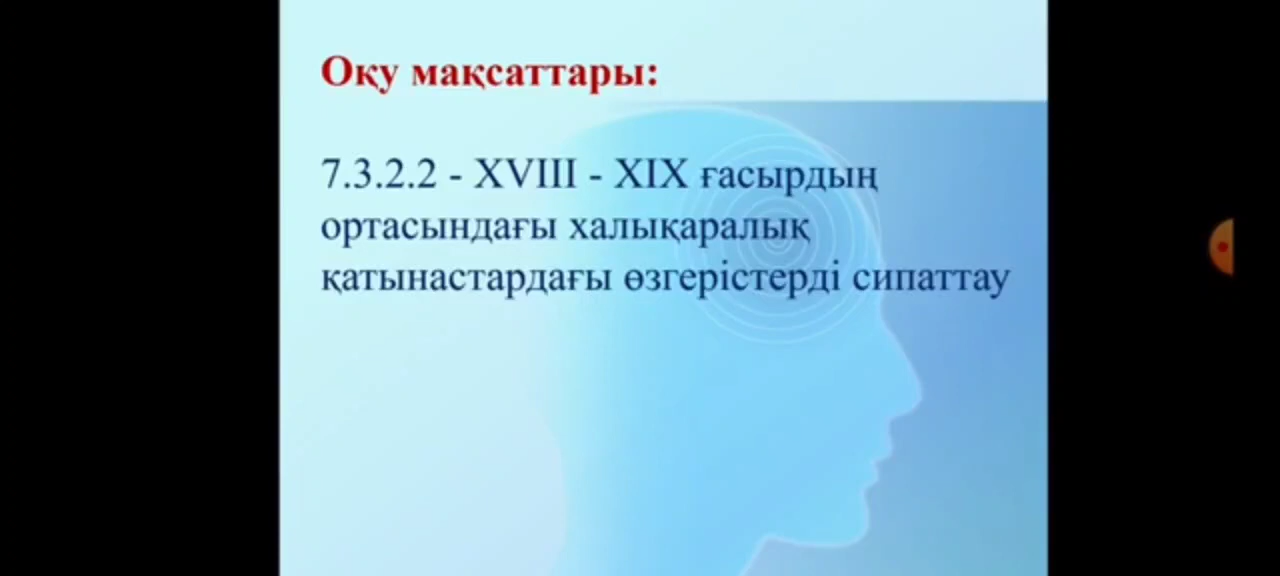 Оқу мақсаттары:
7.3.2.2 - XVIII - XIX ғасырдың
ортасындағы халықаралық
қатынастардағы өзгерістерді сипаттау